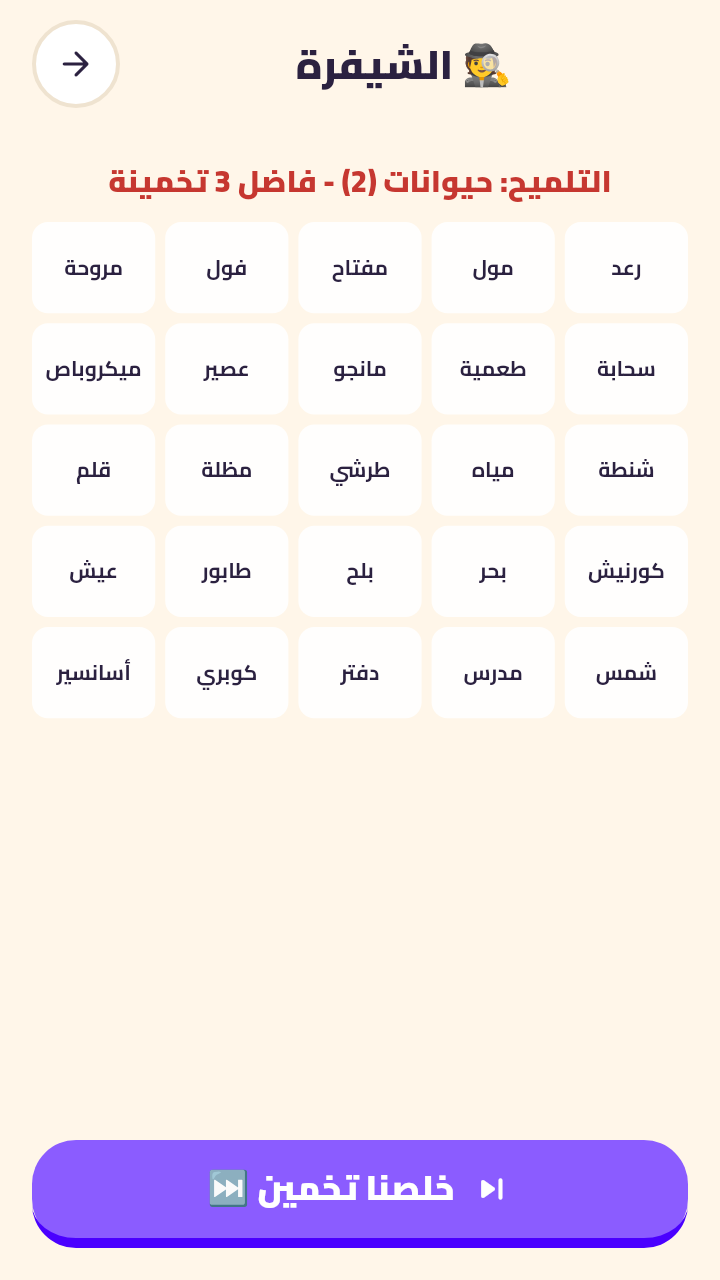 🕵️ الشيفرة
التلميح: حيوانات (2) - فاضل 3 تخمينة
رعد مول مفتاح فول مروحة
سحابة طعمية مانجو عصير ميكروباص
شنطة مياه طرشي مظلة قلم
كورنيش بحر بلح طابور عيش
شمس مدرس دفتر كوبري أسانسير
خلصنا تخمين ⏭️